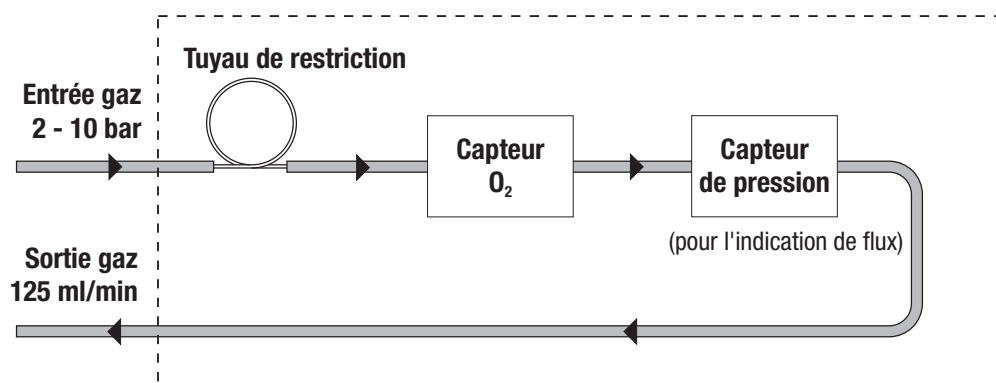 Tuyau de restriction
Entrée gaz
2 - 10 bar
Capteur
O₂
Capteur
de pression
(pour l'indication de flux)
Sortie gaz
125 ml/min